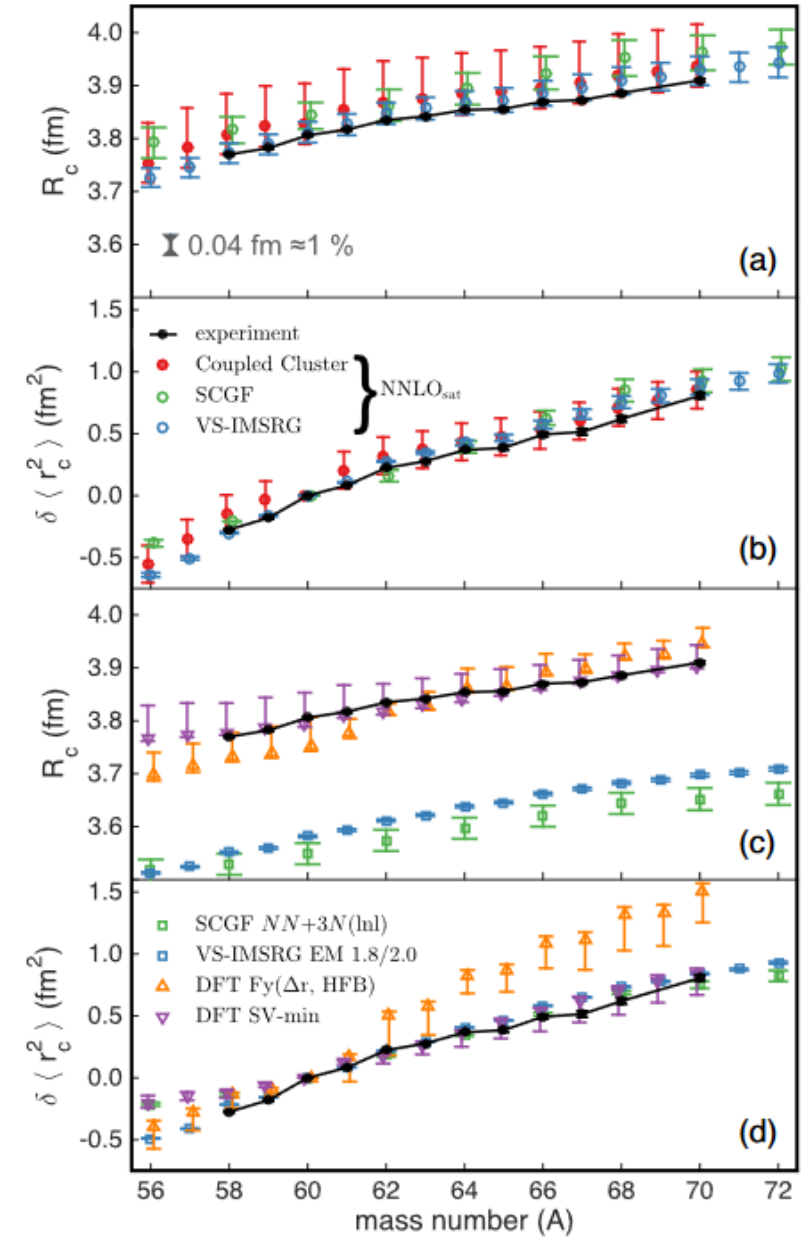 4.0
3.9
3.8
3.7
3.6
R_c (fm)
0.04 fm ≈1 %
(a)
1.5
1.0
0.5
0.0
-0.5
δ ⟨ r_c^2 ⟩ (fm²)
experiment
Coupled Cluster
SCGF
VS-IMSRG
NNLO_sat
(b)
4.0
3.9
3.8
3.7
3.6
R_c (fm)
(c)
1.5
1.0
0.5
0.0
-0.5
δ ⟨ r_c^2 ⟩ (fm²)
SCGF NN+3N(lnl)
VS-IMSRG EM 1.8/2.0
DFT Fy(Δr, HFB)
DFT SV-min
(d)
56 58 60 62 64 66 68 70 72
mass number (A)